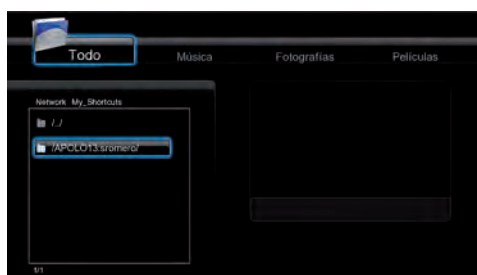 Todo Música Fotografías Películas
Network My_Shortcuts
/../
/APOLO13:sromero/
1/1